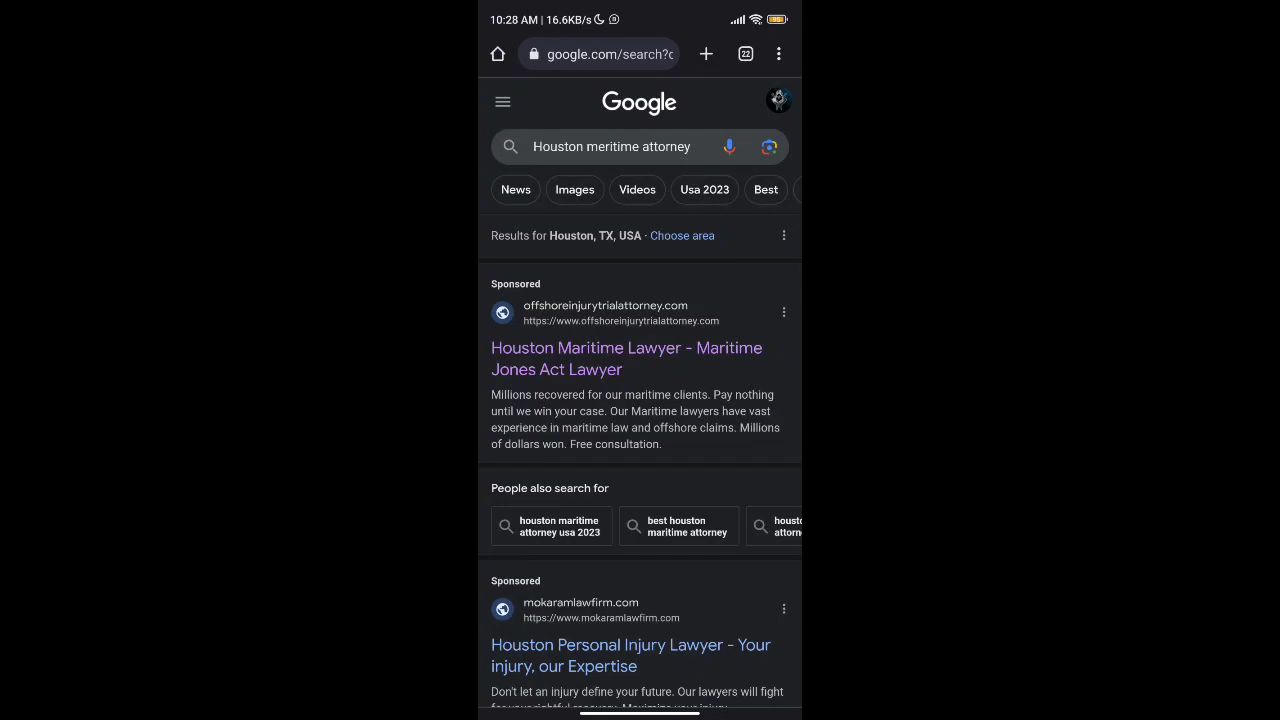 10:28 AM | 16.6KB/s
95
google.com/search?c
22
Google
Houston meritime attorney
News Images Videos Usa 2023 Best
Results for Houston, TX, USA · Choose area
Sponsored
offshoreinjurytrialattorney.com
https://www.offshoreinjurytrialattorney.com
Houston Maritime Lawyer - Maritime
Jones Act Lawyer
Millions recovered for our maritime clients. Pay nothing
until we win your case. Our Maritime lawyers have vast
experience in maritime law and offshore claims. Millions
of dollars won. Free consultation.
People also search for
houston maritime
attorney usa 2023
best houston
maritime attorney
Sponsored
mokaramlawfirm.com
https://www.mokaramlawfirm.com
Houston Personal Injury Lawyer - Your
injury, our Expertise
Don't let an injury define your future. Our lawyers will fight